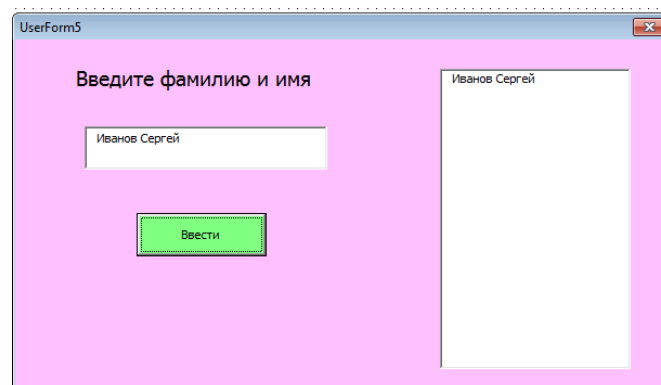 UserForm5
Введите фамилию и имя
Иванов Сергей
Ввести
Иванов Сергей